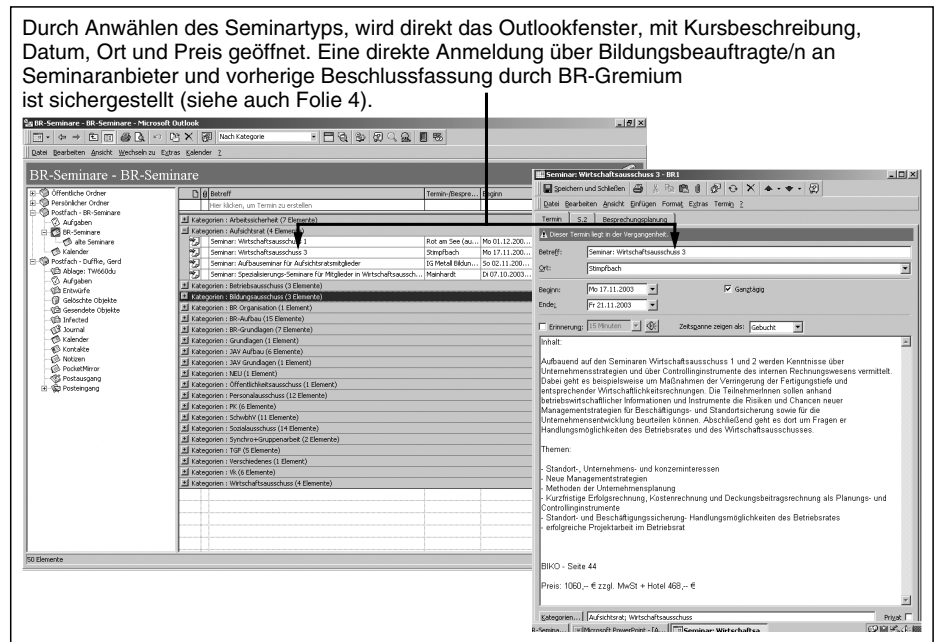 Durch Anwählen des Seminartyps, wird direkt das Outlookfenster, mit Kursbeschreibung,
Datum, Ort und Preis geöffnet. Eine direkte Anmeldung über Bildungsbeauftragte/n an
Seminaranbieter und vorherige Beschlussfassung durch BR-Gremium
ist sichergestellt (siehe auch Folie 4).
BR-Seminare - BR-Seminare - Microsoft Outlook
Nach Kategorie
Datei Bearbeiten Ansicht Wechseln zu Extras Kalender ?
BR-Seminare - BR-Seminare
Öffentliche Ordner
Persönlicher Ordner
Postfach - BR-Seminare
Aufgaben
BR-Seminare
alte Seminare
Kalender
Postfach - Duffke, Gerd
Ablage: TW660du
Aufgaben
Entwürfe
Gelöschte Objekte
Gesendete Objekte
Infected
Journal
Kalender
Kontakte
Notizen
PocketMirror
Postausgang
Posteingang
Betreff Termin-/Bespre... Beginn
Hier klicken, um Termin zu erstellen
Kategorien : Arbeitssicherheit (7 Elemente)
Kategorien : Aufsichtsrat (4 Elemente)
Seminar: Wirtschaftsausschuss 1 Rot am See (au... Mo 01.12.200...
Seminar: Wirtschaftsausschuss 3 Stimpfbach Mo 17.11.200...
Seminar: Aufbauseminar für Aufsichtsratsmitglieder IG Metall Bildun... So 02.11.200...
Seminar: Spezialisierungs-Seminare für Mitglieder in Wirtschaftsaussch... Mainhardt Di 07.10.2003...
Kategorien : Betriebsausschuss (3 Elemente)
Kategorien : Bildungsausschuss (3 Elemente)
Kategorien : BR Organisation (1 Element)
Kategorien : BR-Aufbau (15 Elemente)
Kategorien : BR-Grundlagen (7 Elemente)
Kategorien : Grundlagen (1 Element)
Kategorien : JAV Aufbau (6 Elemente)
Kategorien : JAV Grundlagen (1 Element)
Kategorien : NEU (1 Element)
Kategorien : Öffentlichkeitsausschuss (1 Element)
Kategorien : Personalausschuss (12 Elemente)
Kategorien : PK (6 Elemente)
Kategorien : SchwbhV (11 Elemente)
Kategorien : Sozialausschuss (14 Elemente)
Kategorien : Synchro+Gruppenarbeit (2 Elemente)
Kategorien : TGF (5 Elemente)
Kategorien : Verschiedenes (1 Element)
Kategorien : Vk (6 Elemente)
Kategorien : Wirtschaftsausschuss (4 Elemente)
50 Elemente
Seminar: Wirtschaftsausschuss 3 - BR1
Speichern und Schließen
Datei Bearbeiten Ansicht Einfügen Format Extras Termin ?
Termin S.2 Besprechungsplanung
Dieser Termin liegt in der Vergangenheit.
Betreff: Seminar: Wirtschaftsausschuss 3
Ort: Stimpfbach
Beginn: Mo 17.11.2003 Ganztägig
Ende: Fr 21.11.2003
Erinnerung: 15 Minuten Zeitspanne zeigen als: Gebucht
Inhalt:
Aufbauend auf den Seminaren Wirtschaftsausschuss 1 und 2 werden Kenntnisse über
Unternehmensstrategien und über Controllinginstrumente des internen Rechnungswesens vermittelt.
Dabei geht es beispielsweise um Maßnahmen der Verringerung der Fertigungstiefe und
entsprechender Wirtschaftlichkeitsrechnungen. Die TeilnehmerInnen sollen anhand
betriebswirtschaftlicher Informationen und Instrumente die Risiken und Chancen neuer
Managementstrategien für Beschäftigungs- und Standortsicherung sowie für die
Unternehmensentwicklung beurteilen können. Abschließend geht es dort um Fragen er
Handlungsmöglichkeiten des Betriebsrates und des Wirtschaftsausschusses.
Themen:
- Standort-, Unternehmens- und konzerninteressen
- Neue Managementstrategien
- Methoden der Unternehmensplanung
- Kurzfristige Erfolgsrechnung, Kostenrechnung und Deckungsbeitragsrechnung als Planungs- und
Controllinginstrumente
- Standort- und Beschäftigungssicherung- Handlungsmöglichkeiten des Betriebsrates
- erfolgreiche Projektarbeit im Betriebsrat
BIKO - Seite 44
Preis: 1060,-- € zzgl. MwSt + Hotel 468,-- €
Kategorien... Aufsichtsrat; Wirtschaftsausschuss Privat
R-Semina... Microsoft PowerPoint - [A... Seminar: Wirtschaftsa...